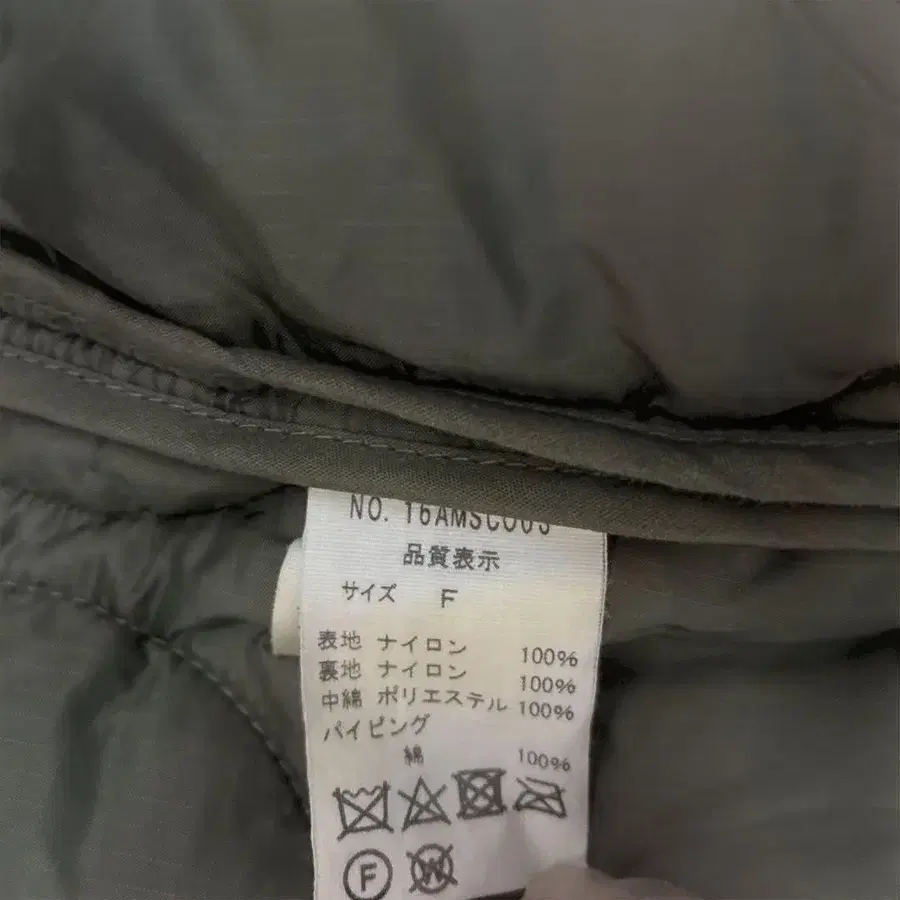 NO.
品質表示
サイズ F
表地 ナイロン 100%
裏地 ナイロン 100%
中綿 ポリエステル 100%
パイピング
綿 100%
F
W